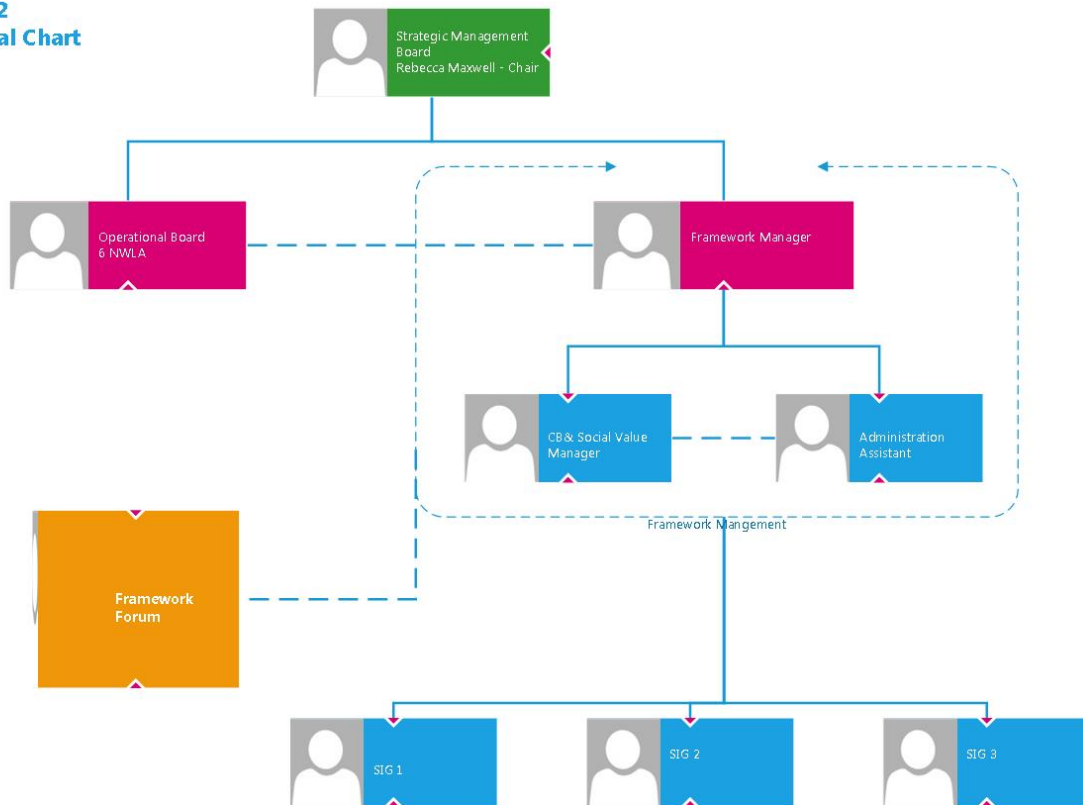 2
al Chart
Strategic Management
Board
Rebecca Maxwell - Chair
Operational Board
6 NWLA
Framework Manager
CB& Social Value
Manager
Administration
Assistant
Framework Mangement
Framework
Forum
SIG 1
SIG 2
SIG 3